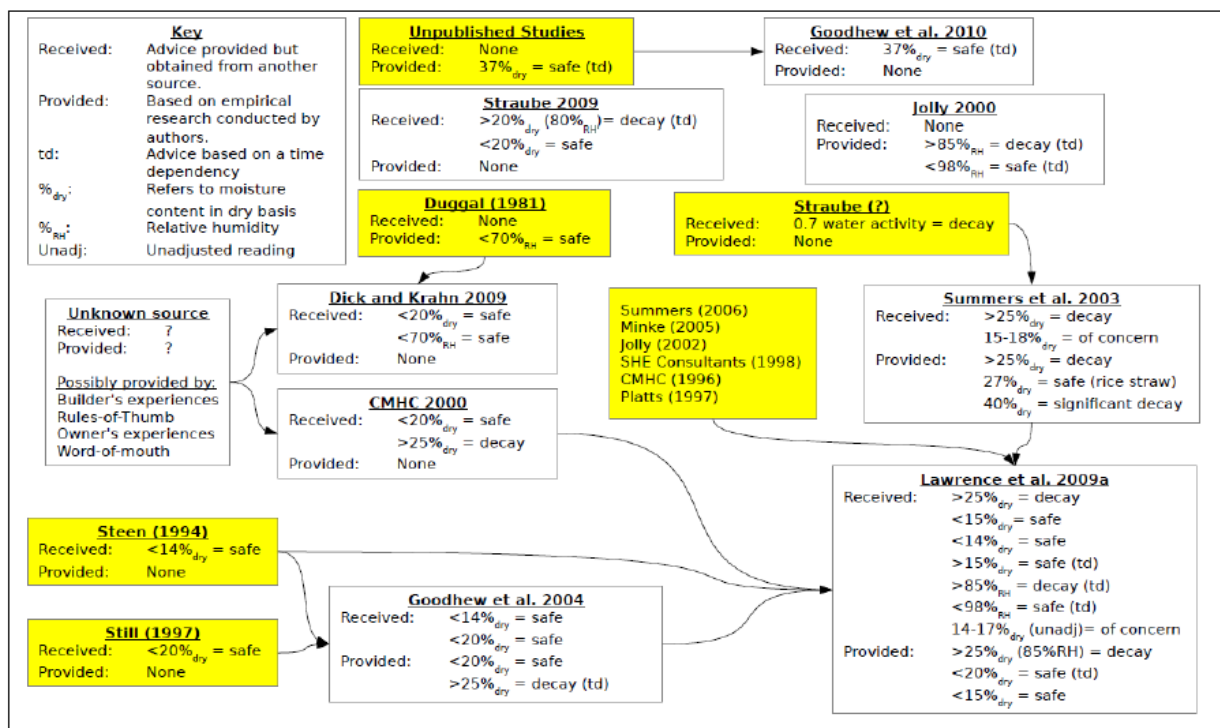 Key
Received: Advice provided but
obtained from another
source.
Provided: Based on empirical
research conducted by
authors.
td: Advice based on a time
dependency
%dry: Refers to moisture
content in dry basis
%RH: Relative humidity
Unadj: Unadjusted reading
Unpublished Studies
Received: None
Provided: 37%dry = safe (td)
Goodhew et al. 2010
Received: 37%dry = safe (td)
Provided: None
Straube 2009
Received: >20%dry (80%RH)= decay (td)
<20%dry = safe
Provided: None
Jolly 2000
Received: None
Provided: >85%RH = decay (td)
<98%RH = safe (td)
Duggal (1981)
Received: None
Provided: <70%RH = safe
Straube (?)
Received: 0.7 water activity = decay
Provided: None
Unknown source
Received: ?
Provided: ?
Possibly provided by:
Builder's experiences
Rules-of-Thumb
Owner's experiences
Word-of-mouth
Dick and Krahn 2009
Received: <20%dry = safe
<70%RH = safe
Provided: None
Summers (2006)
Minke (2005)
Jolly (2002)
SHE Consultants (1998)
CMHC (1996)
Platts (1997)
Summers et al. 2003
Received: >25%dry = decay
15-18%dry = of concern
Provided: >25%dry = decay
27%dry = safe (rice straw)
40%dry = significant decay
CMHC 2000
Received: <20%dry = safe
>25%dry = decay
Provided: None
Lawrence et al. 2009a
Received: >25%dry = decay
<15%dry = safe
<14%dry = safe
>15%dry = safe (td)
>85%RH = decay (td)
<98%RH = safe (td)
14-17%dry (unadj)= of concern
Provided: >25%dry (85%RH) = decay
<20%dry = safe (td)
<15%dry = safe
Steen (1994)
Received: <14%dry = safe
Provided: None
Still (1997)
Received: <20%dry = safe
Provided: None
Goodhew et al. 2004
Received: <14%dry = safe
<20%dry = safe
Provided: <20%dry = safe
>25%dry = decay (td)